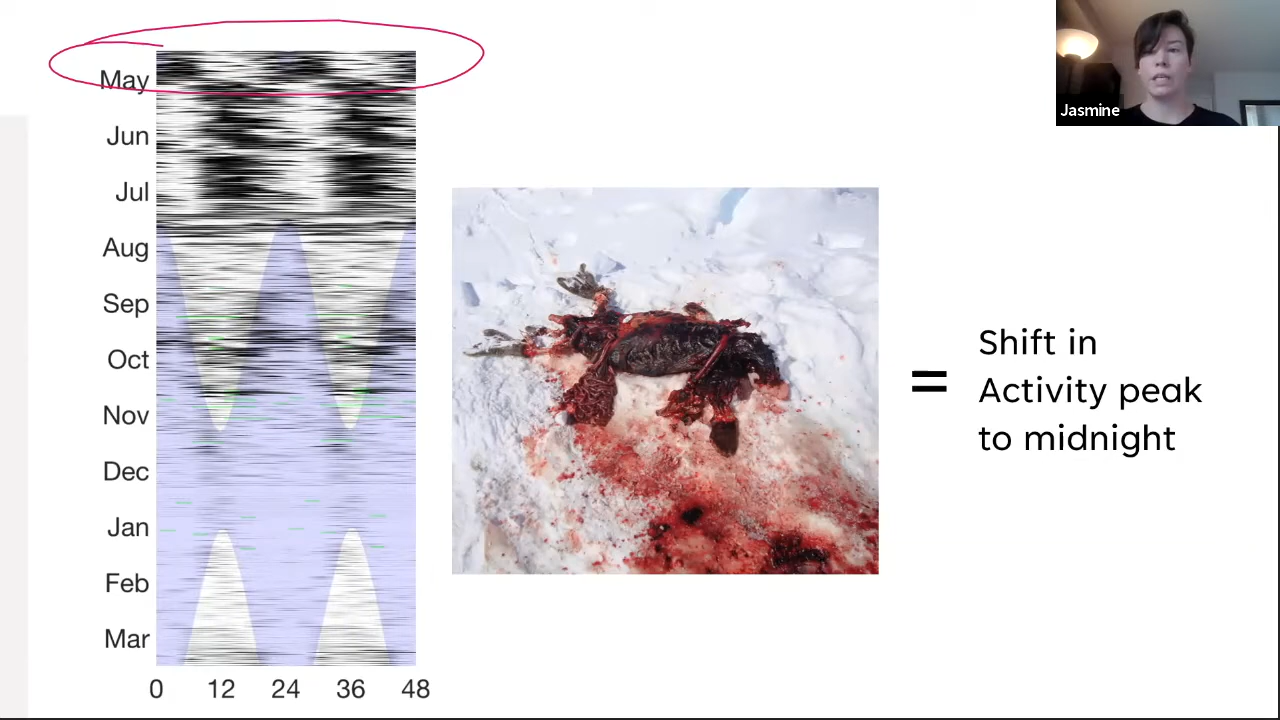 Jasmine
May
Jun
Jul
Aug
Sep
Oct
Nov
Dec
Jan
Feb
Mar
0 12 24 36 48
=
Shift in
Activity peak
to midnight